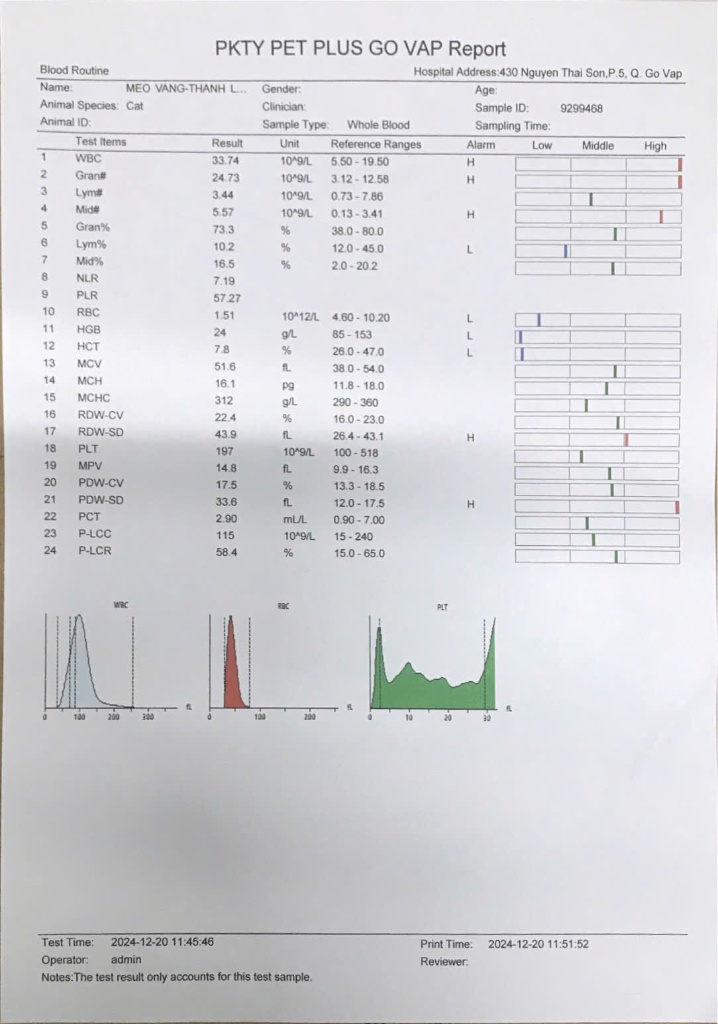 PKTY PET PLUS GO VAP Report
Blood Routine Hospital Address:430 Nguyen Thai Son,P.5, Q. Go Vap
Name: MEO VANG-THANH L... Gender: Age:
Animal Species: Cat Clinician: Sample ID: 9299468
Animal ID: Sample Type: Whole Blood Sampling Time:
Test Items Result Unit Reference Ranges Alarm Low Middle High
1 WBC 33.74 10^9/L 5.50 - 19.50 H
2 Gran# 24.73 10^9/L 3.12 - 12.58 H
3 Lym# 3.44 10^9/L 0.73 - 7.86
4 Mid# 5.57 10^9/L 0.13 - 3.41 H
5 Gran% 73.3 % 38.0 - 80.0
6 Lym% 10.2 % 12.0 - 45.0 L
7 Mid% 16.5 % 2.0 - 20.2
8 NLR 7.19
9 PLR 57.27
10 RBC 1.51 10^12/L 4.60 - 10.20 L
11 HGB 24 g/L 85 - 153 L
12 HCT 7.8 % 26.0 - 47.0 L
13 MCV 51.6 fL 38.0 - 54.0
14 MCH 16.1 pg 11.8 - 18.0
15 MCHC 312 g/L 290 - 360
16 RDW-CV 22.4 % 16.0 - 23.0
17 RDW-SD 43.9 fL 26.4 - 43.1 H
18 PLT 197 10^9/L 100 - 518
19 MPV 14.8 fL 9.9 - 16.3
20 PDW-CV 17.5 % 13.3 - 18.5
21 PDW-SD 33.6 fL 12.0 - 17.5 H
22 PCT 2.90 mL/L 0.90 - 7.00
23 P-LCC 115 10^9/L 15 - 240
24 P-LCR 58.4 % 15.0 - 65.0
WBC RBC PLT
0 100 200 300 fL 0 100 200 fL 0 10 20 30 fL
Test Time: 2024-12-20 11:45:46 Print Time: 2024-12-20 11:51:52
Operator: admin Reviewer:
Notes:The test result only accounts for this test sample.